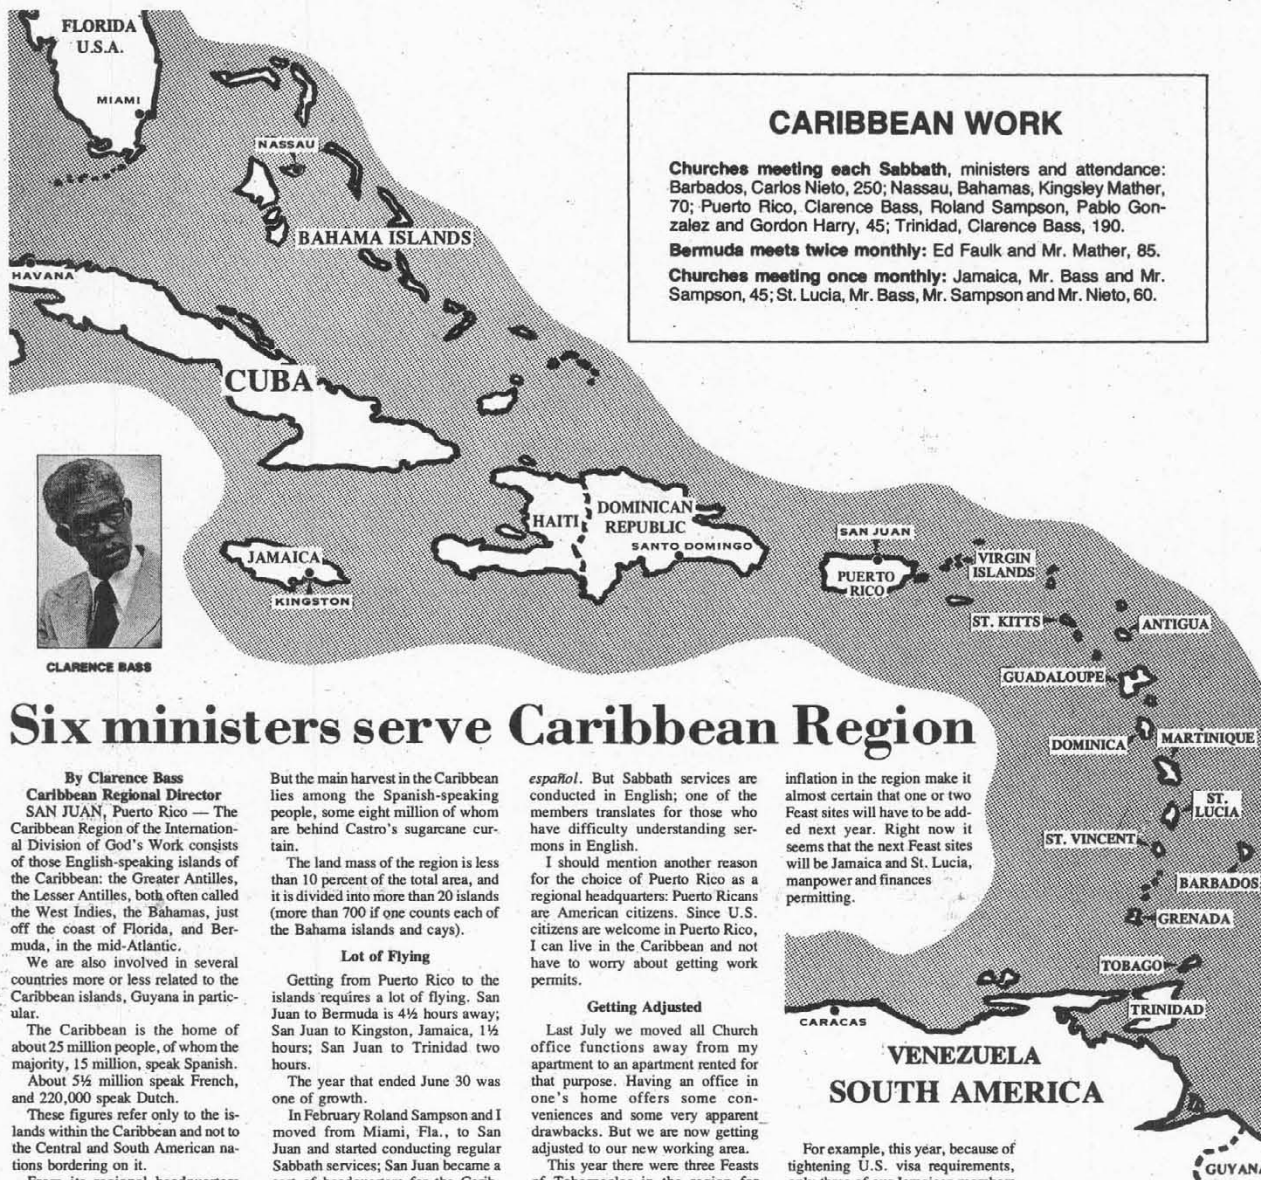 FLORIDA
U.S.A.
MIAMI
NASSAU
BAHAMA ISLANDS
HAVANA
CUBA
CARIBBEAN WORK
Churches meeting each Sabbath, ministers and attendance:
Barbados, Carlos Nieto, 250; Nassau, Bahamas, Kingsley Mather,
70; Puerto Rico, Clarence Bass, Roland Sampson, Pablo Gon-
zalez and Gordon Harry, 45; Trinidad, Clarence Bass, 190.
Bermuda meets twice monthly: Ed Faulk and Mr. Mather, 85.
Churches meeting once monthly: Jamaica, Mr. Bass and Mr.
Sampson, 45; St. Lucia, Mr. Bass, Mr. Sampson and Mr. Nieto, 60.
HAITI
DOMINICAN
REPUBLIC
SANTO DOMINGO
JAMAICA
KINGSTON
SAN JUAN
PUERTO
RICO
VIRGIN
ISLANDS
ST. KITTS
ANTIGUA
GUADALOUPE
DOMINICA
MARTINIQUE
ST.
LUCIA
ST. VINCENT
BARBADOS
GRENADA
TOBAGO
TRINIDAD
CARACAS
VENEZUELA
SOUTH AMERICA
GUYANA
CLARENCE BASS
Six ministers serve Caribbean Region
By Clarence Bass
Caribbean Regional Director
SAN JUAN, Puerto Rico — The
Caribbean Region of the Internation-
al Division of God's Work consists
of those English-speaking islands of
the Caribbean: the Greater Antilles,
the Lesser Antilles, both often called
the West Indies, the Bahamas, just
off the coast of Florida, and Ber-
muda, in the mid-Atlantic.
We are also involved in several
countries more or less related to the
Caribbean islands, Guyana in partic-
ular.
The Caribbean is the home of
about 25 million people, of whom the
majority, 15 million, speak Spanish.
About 5½ million speak French,
and 220,000 speak Dutch.
These figures refer only to the is-
lands within the Caribbean and not to
the Central and South American na-
tions bordering on it.
From its regional headquarters
But the main harvest in the Caribbean
lies among the Spanish-speaking
people, some eight million of whom
are behind Castro's sugarcane cur-
tain.
The land mass of the region is less
than 10 percent of the total area, and
it is divided into more than 20 islands
(more than 700 if one counts each of
the Bahama islands and cays).
Lot of Flying
Getting from Puerto Rico to the
islands requires a lot of flying. San
Juan to Bermuda is 4½ hours away;
San Juan to Kingston, Jamaica, 1½
hours; San Juan to Trinidad two
hours.
The year that ended June 30 was
one of growth.
In February Roland Sampson and I
moved from Miami, Fla., to San
Juan and started conducting regular
Sabbath services; San Juan became a
sort of headquarters for the Carib-
español. But Sabbath services are
conducted in English; one of the
members translates for those who
have difficulty understanding ser-
mons in English.
I should mention another reason
for the choice of Puerto Rico as a
regional headquarters: Puerto Ricans
are American citizens. Since U.S.
citizens are welcome in Puerto Rico,
I can live in the Caribbean and not
have to worry about getting work
permits.
Getting Adjusted
Last July we moved all Church
office functions away from my
apartment to an apartment rented for
that purpose. Having an office in
one's home offers some con-
veniences and some very apparent
drawbacks. But we are now getting
adjusted to our new working area.
This year there were three Feasts
of Tabernacles in the region for
inflation in the region make it
almost certain that one or two
Feast sites will have to be add-
ed next year. Right now it
seems that the next Feast sites
will be Jamaica and St. Lucia,
manpower and finances
permitting.
For example, this year, because of
tightening U.S. visa requirements,
only three of our Jamaican members